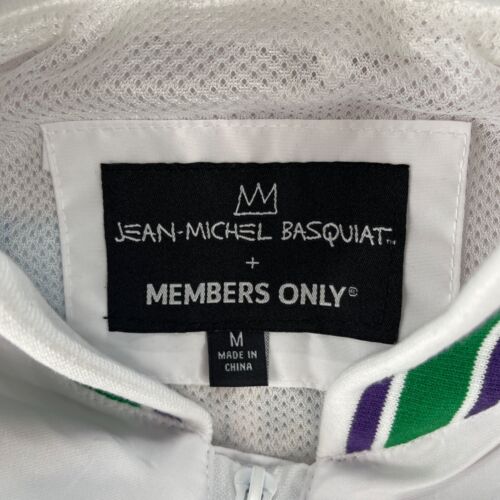 JEAN-MICHEL BASQUIAT™
+
MEMBERS ONLY®
M
MADE IN
CHINA